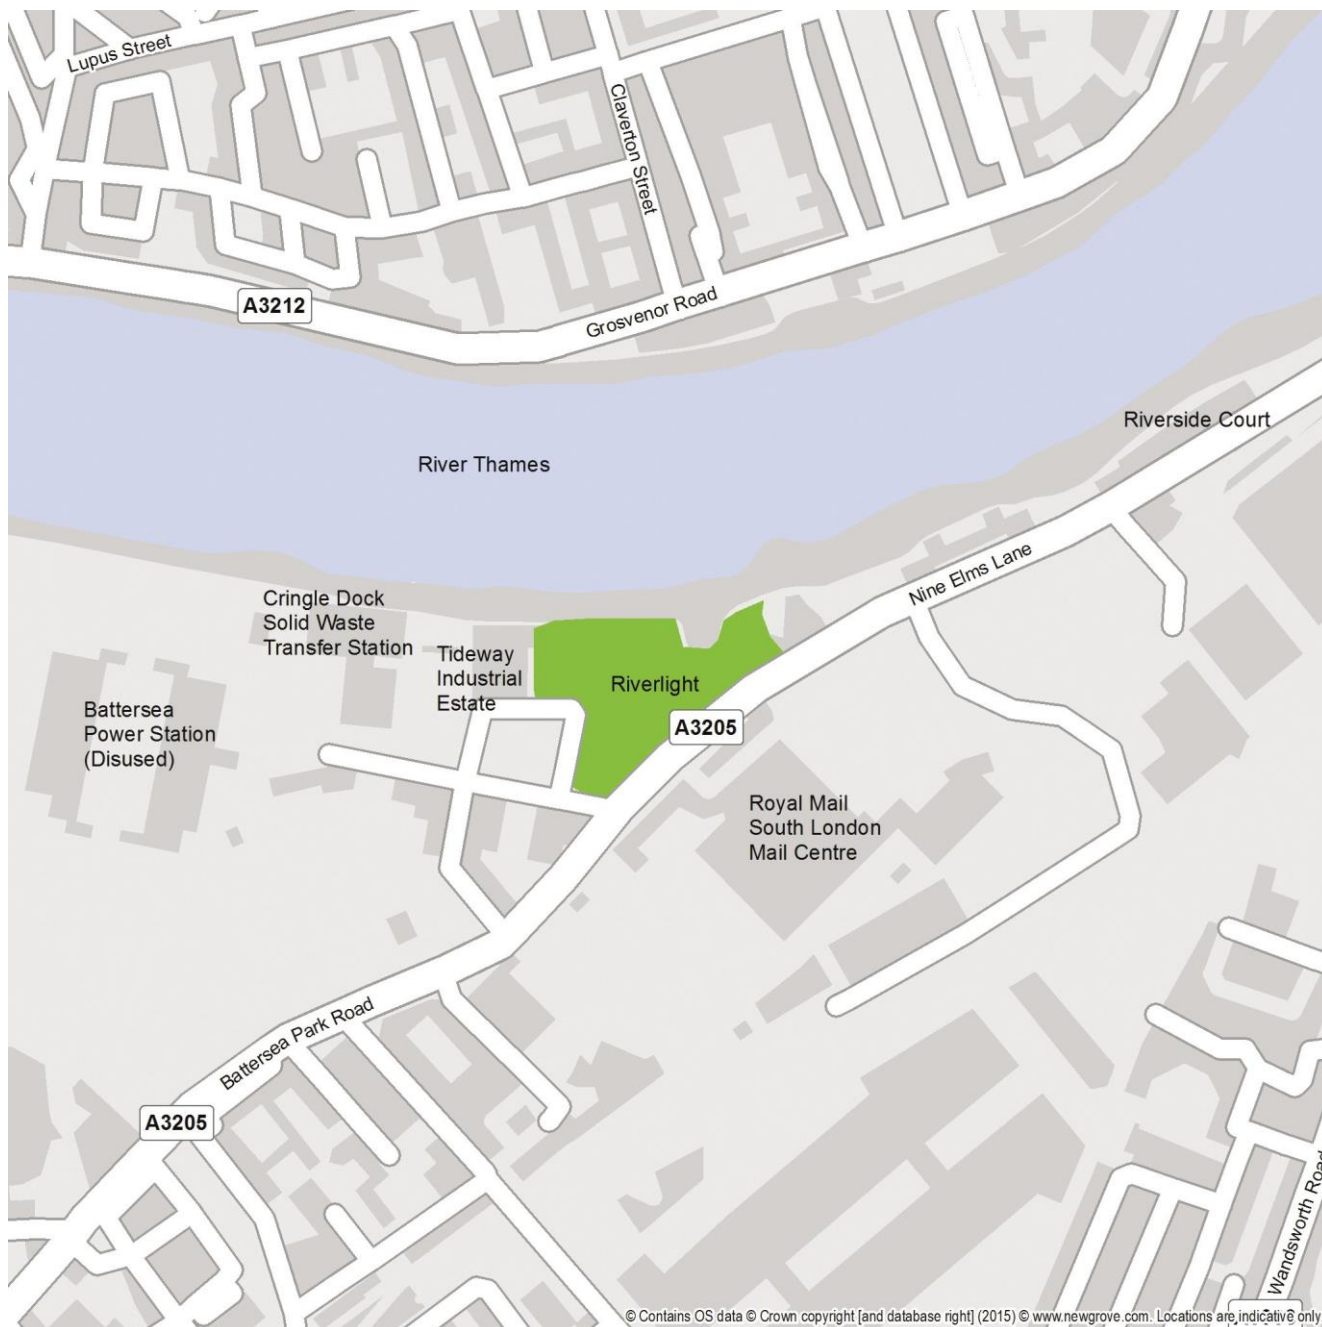 Lupus Street
Claverton Street
A3212
Grosvenor Road
Riverside Court
River Thames
Nine Elms Lane
Cringle Dock
Solid Waste
Transfer Station
Tideway
Industrial
Estate
Riverlight
Battersea
Power Station
(Disused)
A3205
Royal Mail
South London
Mail Centre
Battersea Park Road
A3205
Wandsworth Road
© Contains OS data © Crown copyright [and database right] (2015) © www.newgrove.com. Locations are indicative only